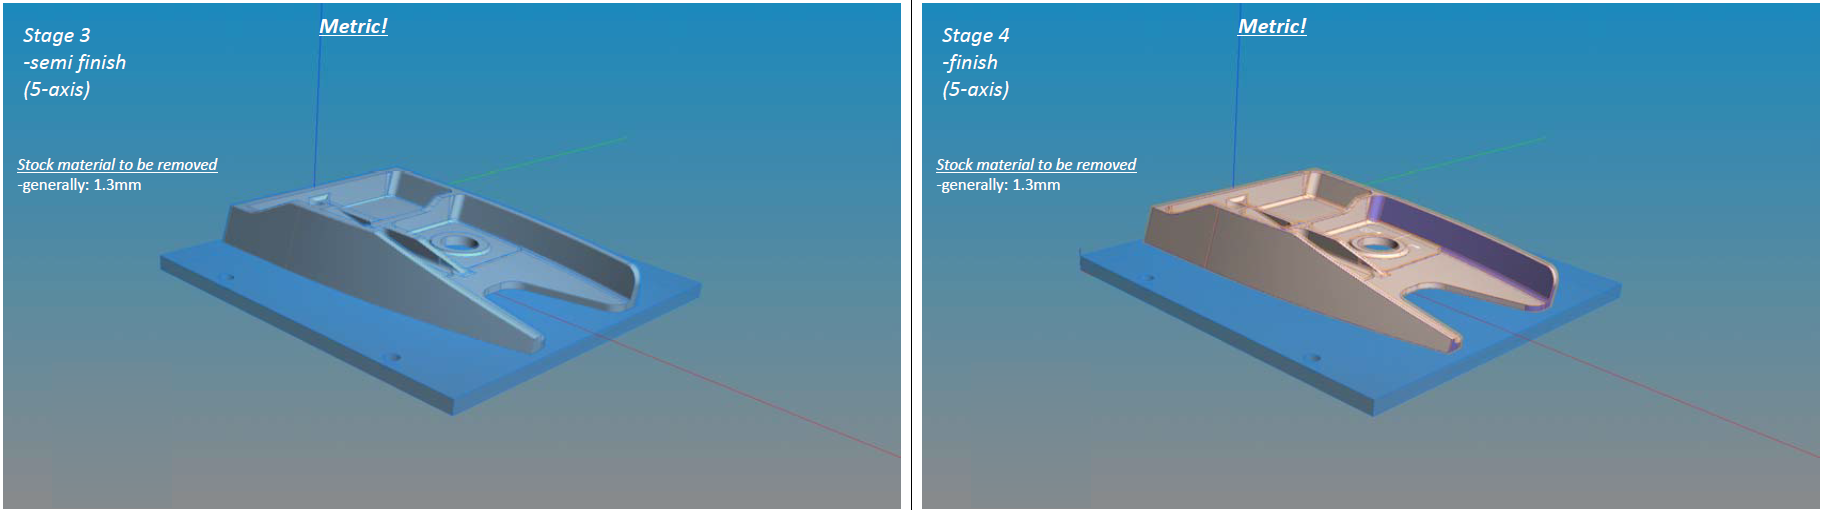 Metric!
Stage 3
-semi finish
(5-axis)
Stock material to be removed
-generally: 1.3mm
Metric!
Stage 4
-finish
(5-axis)
Stock material to be removed
-generally: 1.3mm